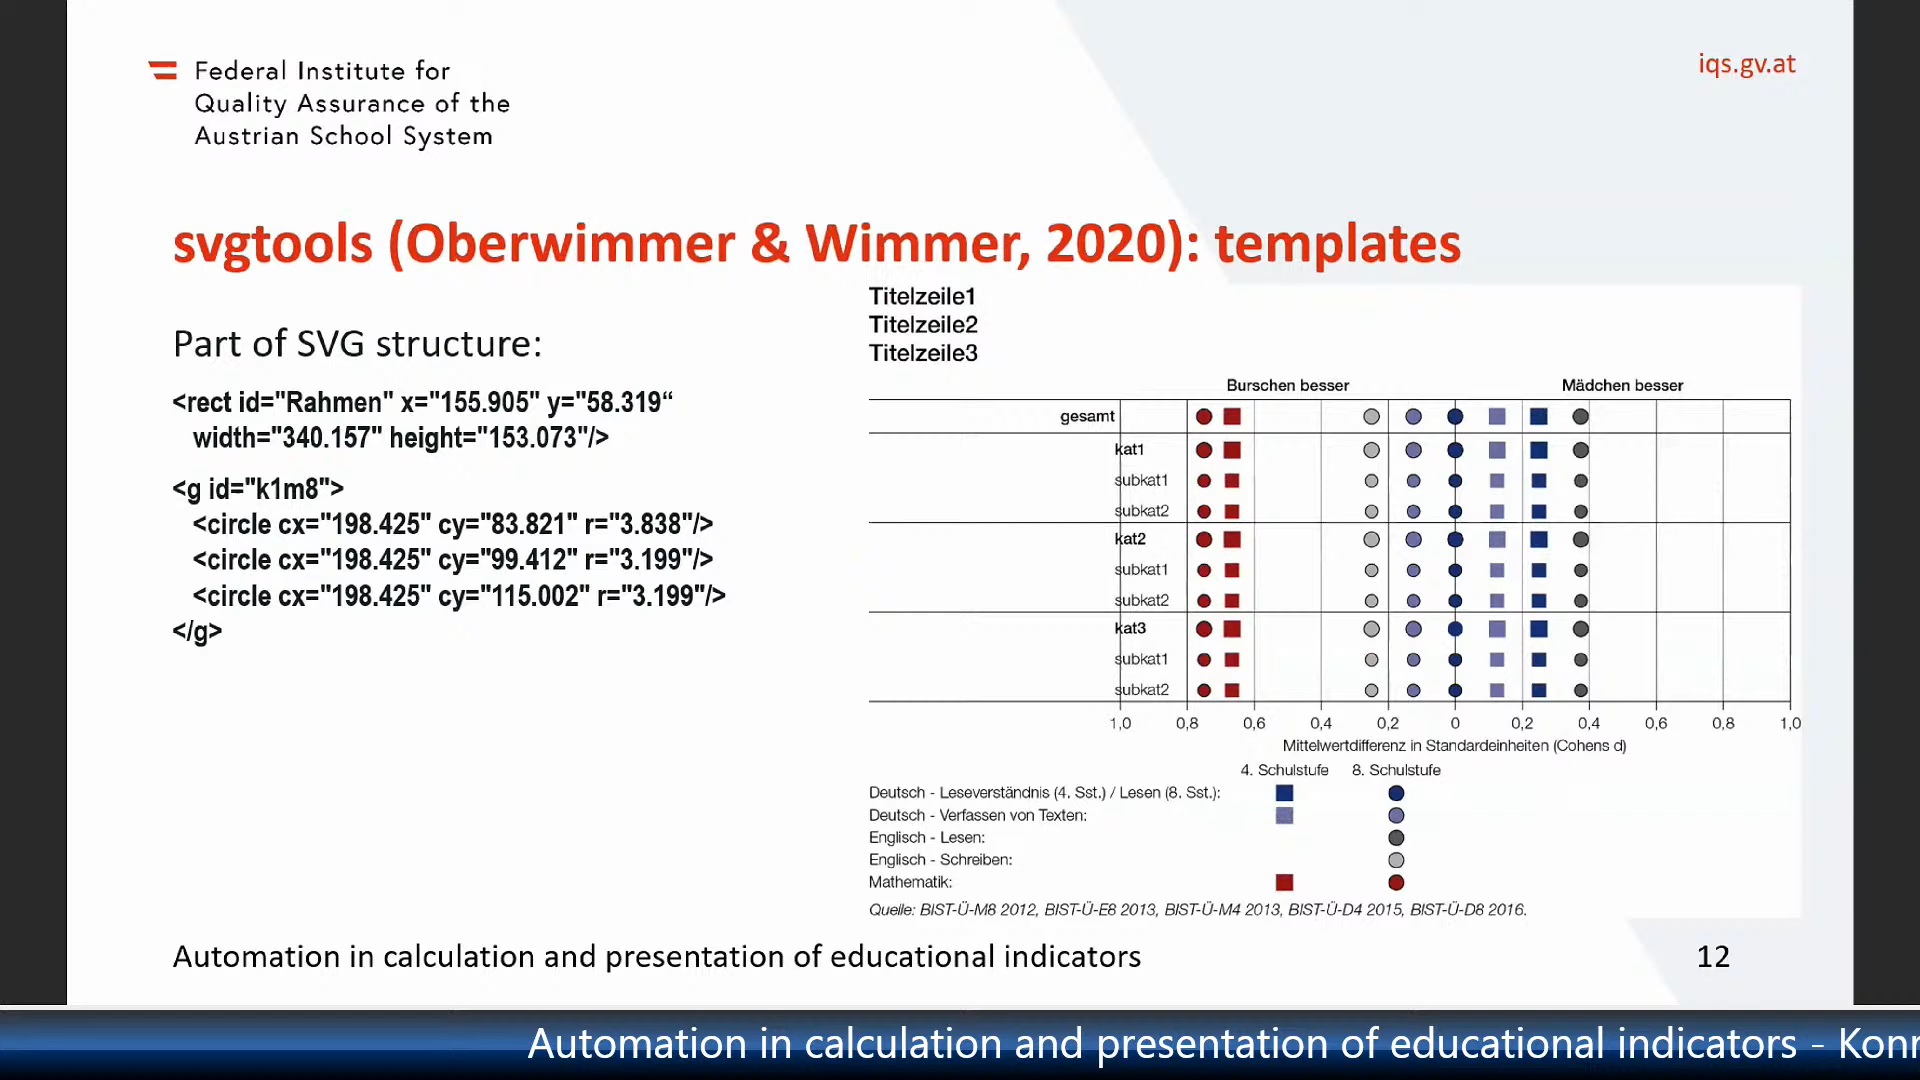 Federal Institute for
Quality Assurance of the
Austrian School System
iqs.gv.at
svgtools (Oberwimmer & Wimmer, 2020): templates
Part of SVG structure:
<rect id="Rahmen" x="155.905" y="58.319“
width="340.157" height="153.073"/>
<g id="k1m8">
<circle cx="198.425" cy="83.821" r="3.838"/>
<circle cx="198.425" cy="99.412" r="3.199"/>
<circle cx="198.425" cy="115.002" r="3.199"/>
</g>
Titelzeile1
Titelzeile2
Titelzeile3
Burschen besser Mädchen besser
gesamt
kat1
subkat1
subkat2
kat2
subkat1
subkat2
kat3
subkat1
subkat2
1,0 0,8 0,6 0,4 0,2 0 0,2 0,4 0,6 0,8 1,0
Mittelwertdifferenz in Standardeinheiten (Cohens d)
4. Schulstufe 8. Schulstufe
Deutsch - Leseverständnis (4. Sst.) / Lesen (8. Sst.):
Deutsch - Verfassen von Texten:
Englisch - Lesen:
Englisch - Schreiben:
Mathematik:
Quelle: BIST-Ü-M8 2012, BIST-Ü-E8 2013, BIST-Ü-M4 2013, BIST-Ü-D4 2015, BIST-Ü-D8 2016.
Automation in calculation and presentation of educational indicators 12
Automation in calculation and presentation of educational indicators - Konr